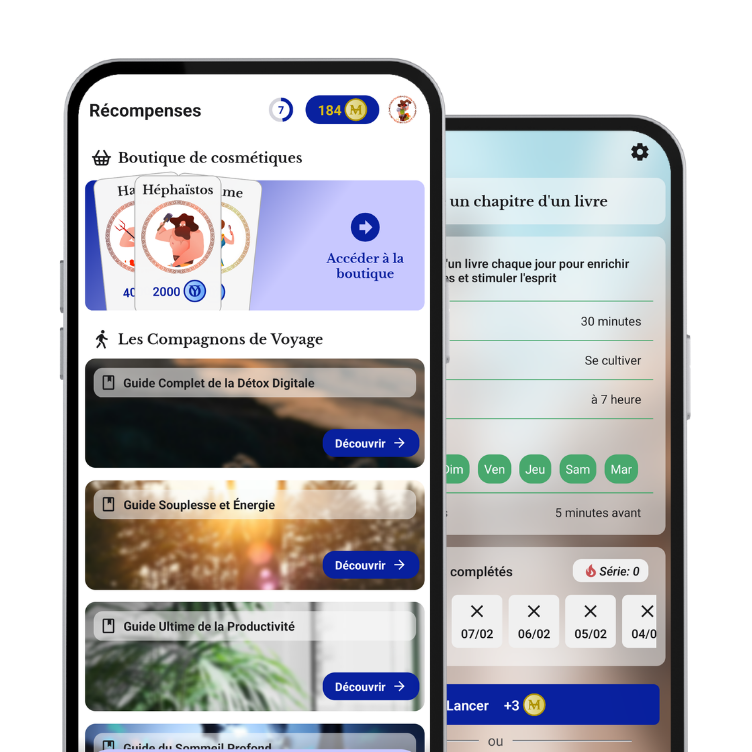 Récompenses
7
184
Boutique de cosmétiques
Ha
Héphaïstos
me
40
2000
Accéder à la
boutique
Les Compagnons de Voyage
Guide Complet de la Détox Digitale
Découvrir
Guide Souplesse et Énergie
Découvrir
Guide Ultime de la Productivité
Découvrir
Guide du Sommeil Profond
un chapitre d'un livre
'un livre chaque jour pour enrichir
s et stimuler l'esprit
30 minutes
Se cultiver
à 7 heure
Dim
Ven
Jeu
Sam
Mar
5 minutes avant
complétés
Série: 0
07/02
06/02
05/02
04/0
Lancer +3
ou